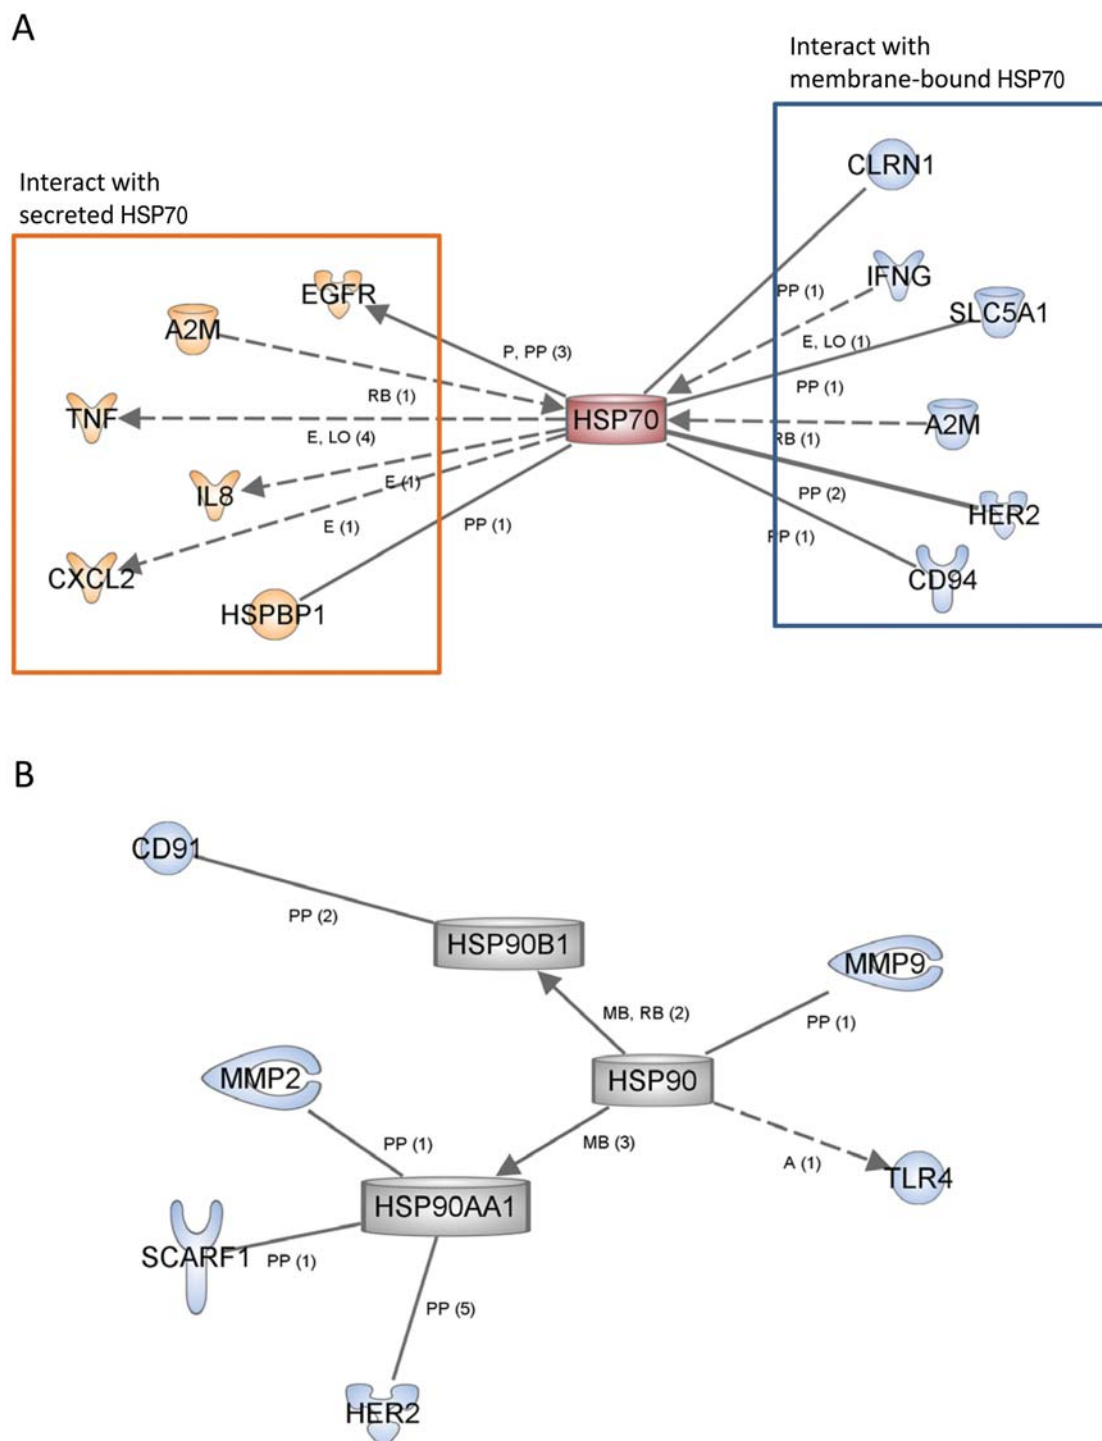 A
Interact with
membrane-bound HSP70
CLRN1
Interact with
secreted HSP70
IFNG
EGFR
PP (1)
SLC5A1
A2M
P, PP (3)
E, LO (1)
RB (1)
PP (1)
TNF
HSP70
A2M
E, LO (4)
RB (1)
IL8
E (1)
PP (2)
HER2
E (1)
PP (1)
PP (1)
CXCL2
CD94
HSPBP1
B
CD91
PP (2)
HSP90B1
MMP9
MB, RB (2)
PP (1)
MMP2
HSP90
PP (1)
MB (3)
A (1)
TLR4
HSP90AA1
SCARF1
PP (1)
PP (5)
HER2